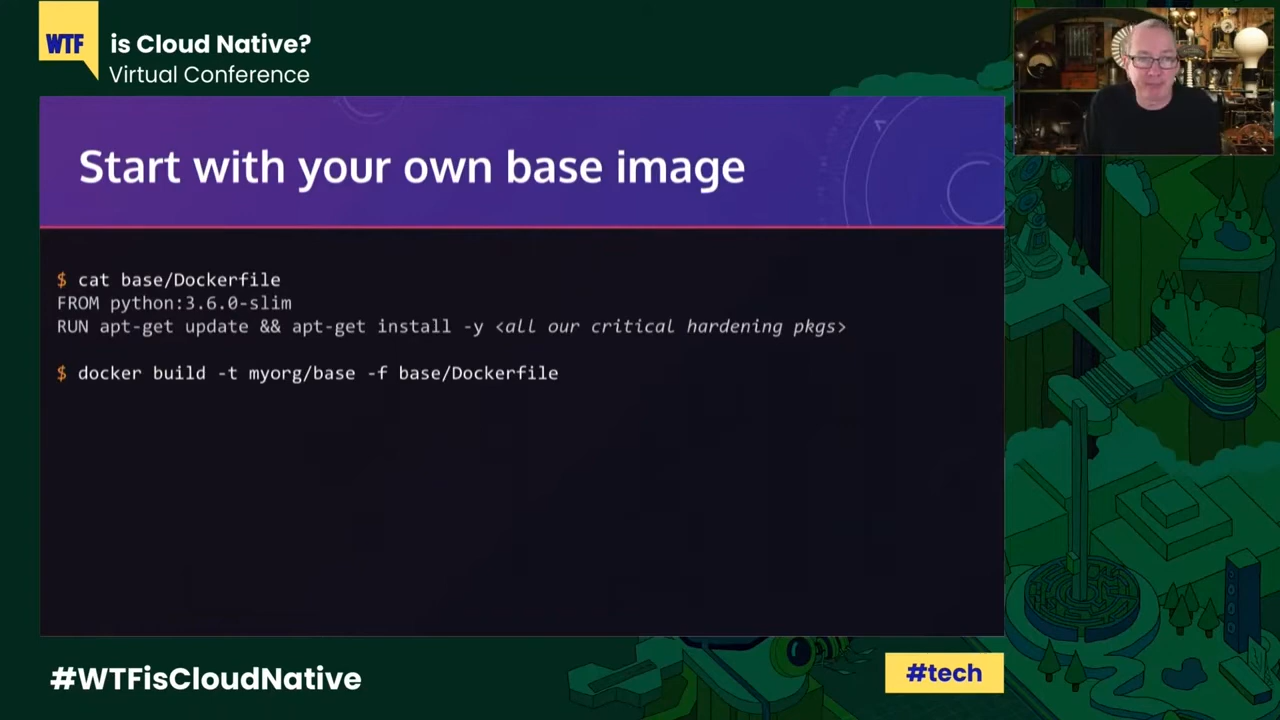 WTF
is Cloud Native?
Virtual Conference
Start with your own base image
$ cat base/Dockerfile
FROM python:3.6.0-slim
RUN apt-get update && apt-get install -y <all our critical hardening pkgs>
$ docker build -t myorg/base -f base/Dockerfile
#WTFisCloudNative
#tech